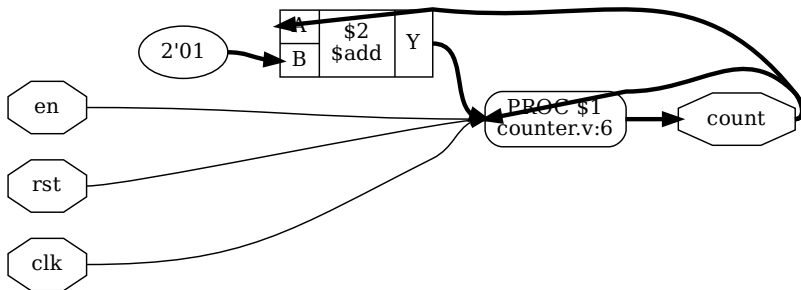 2'01
A
B
$2
$add
Y
en
rst
clk
PROC $1
counter.v:6
count